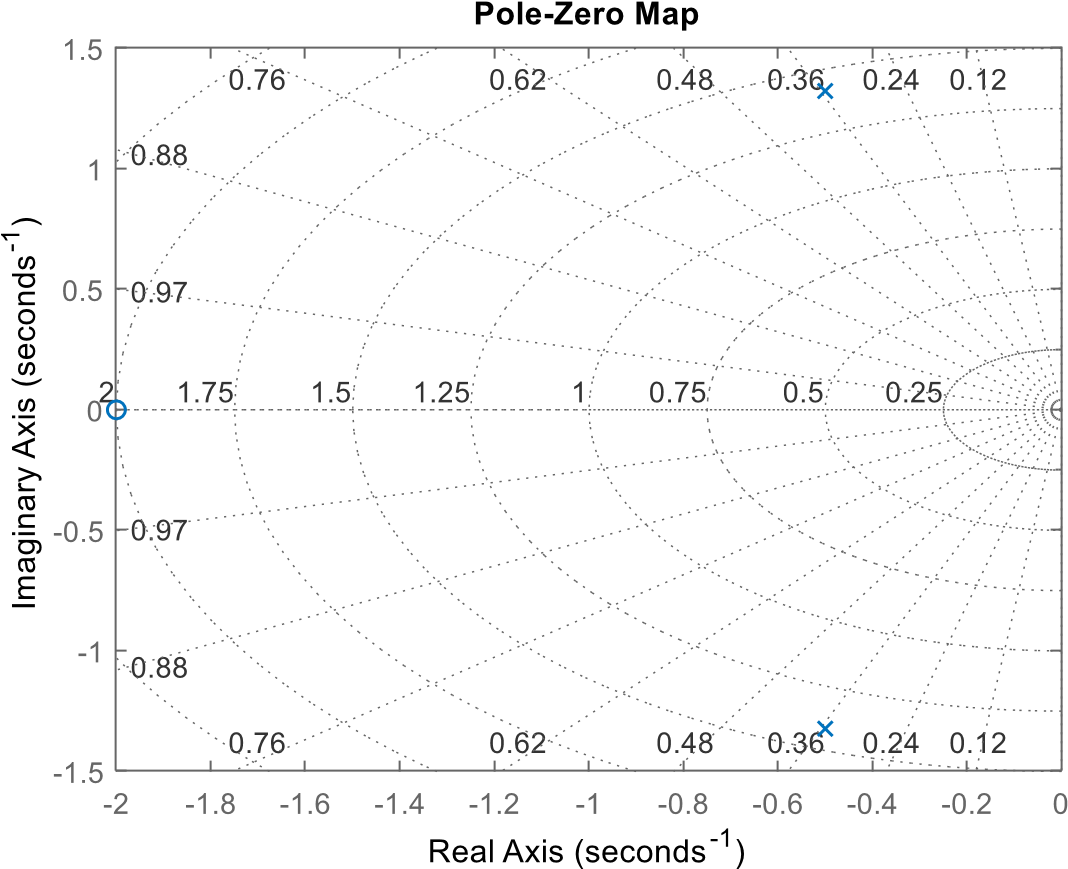 Pole-Zero Map
1.5
0.76 0.62 0.48 0.36 0.24 0.12
0.88
1
0.97
0.5
2 1.75 1.5 1.25 1 0.75 0.5 0.25
0
0.97
-0.5
-1
0.88
0.76 0.62 0.48 0.36 0.24 0.12
-1.5
-2 -1.8 -1.6 -1.4 -1.2 -1 -0.8 -0.6 -0.4 -0.2 0
Real Axis (seconds⁻¹)
Imaginary Axis (seconds⁻¹)